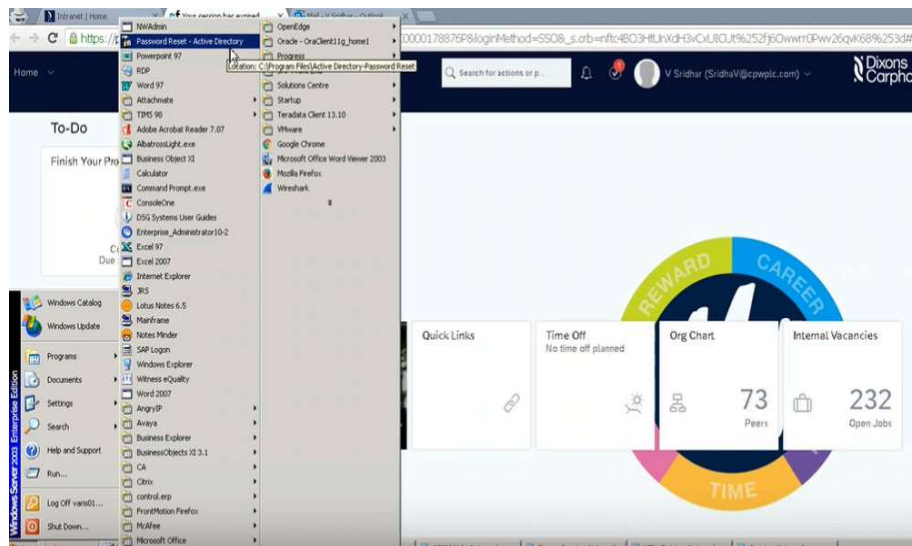 Intranet | Home
Your session has expired
Mail - V Sridhar - Outlook
https:/
Home
Search for actions or p...
V Sridhar (SridhaV@cpwplc.com)
Dixons
Carpho
To-Do
Finish Your Pro
Due
NWAdmin
Password Reset - Active Directory
Powerpoint 97
RDP
Word 97
Attachmate
TIMS 98
Adobe Acrobat Reader 7.07
AlbatrossLight.exe
Business Object XI
Calculator
Command Prompt.exe
ConsoleOne
DSG Systems User Guides
Enterprise_Administrator10-2
Excel 97
Excel 2007
Internet Explorer
JRS
Lotus Notes 6.5
Mainframe
Notes Minder
SAP Logon
Windows Explorer
Witness eQuality
Word 2007
AngryIP
Avaya
Business Explorer
BusinessObjects XI 3.1
CA
Citrix
control.erp
FrontMotion Firefox
McAfee
Microsoft Office
OpenEdge
Oracle - OraClient11g_home1
Progress
Location: C:\Program Files\Active Directory-Password Reset
Solutions Centre
Startup
Teradata Client 13.10
VMware
Google Chrome
Microsoft Office Word Viewer 2003
Mozilla Firefox
Wireshark
Windows Catalog
Windows Update
Programs
Documents
Settings
Search
Help and Support
Run...
Log Off varis01...
Shut Down...
Windows Server 2003 Enterprise Edition
REWARD
CAREER
TIME
Quick Links
Time Off
No time off planned
Org Chart
73
Peers
Internal Vacancies
232
Open Jobs